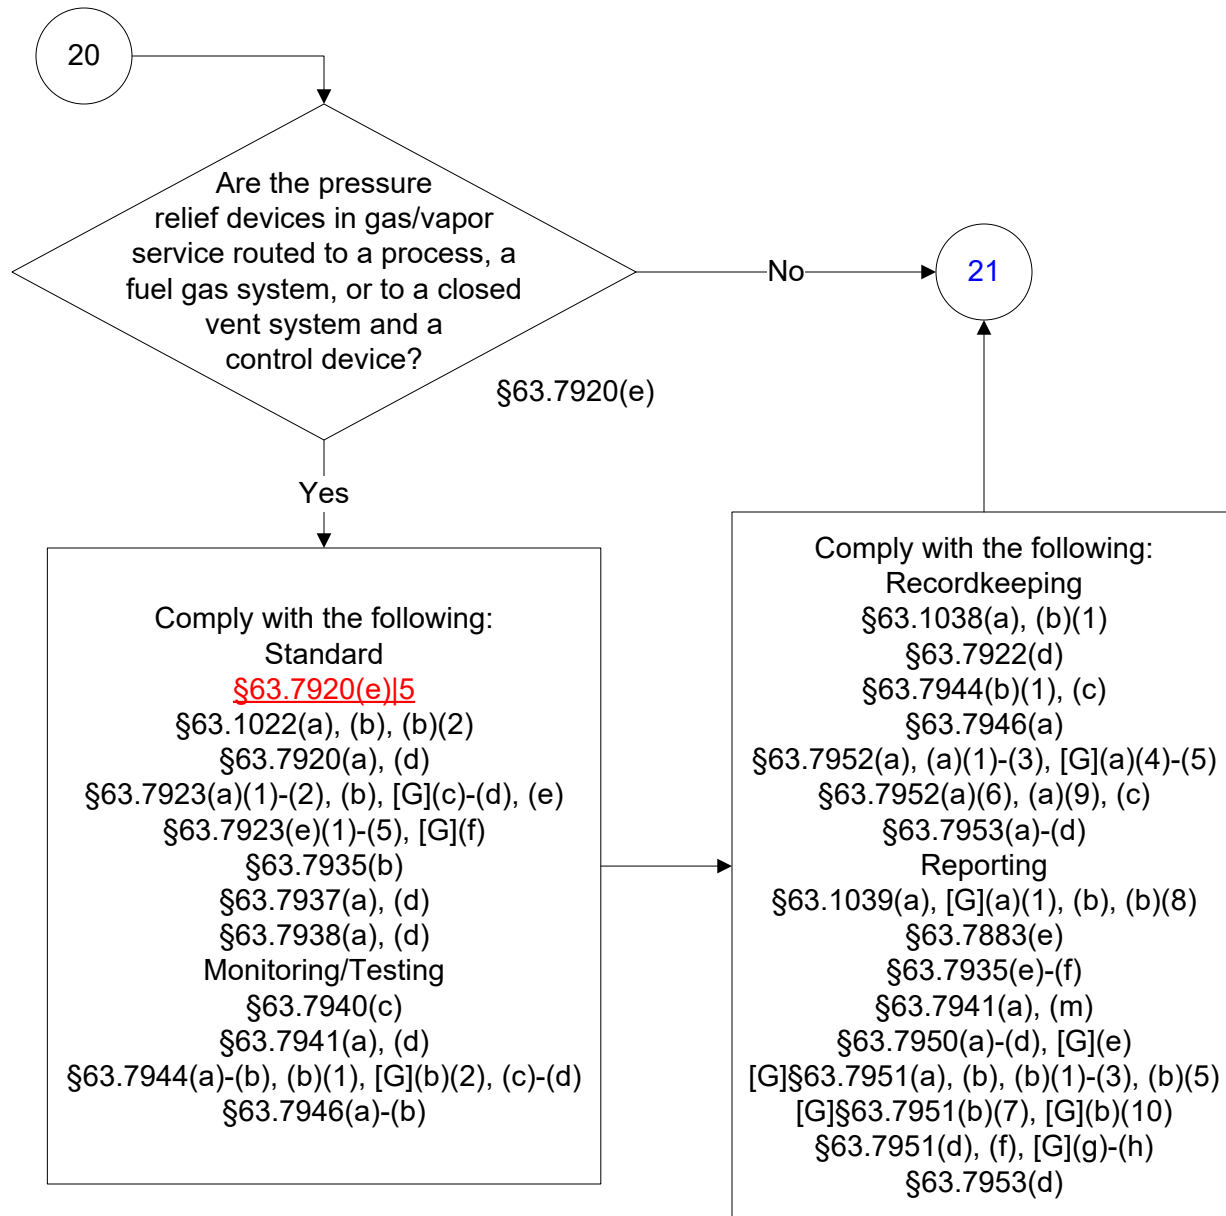 20
Are the pressure
relief devices in gas/vapor
service routed to a process, a
fuel gas system, or to a closed
vent system and a
control device?
§63.7920(e)
No
21
Yes
Comply with the following:
Standard
§63.7920(e)|5
§63.1022(a), (b), (b)(2)
§63.7920(a), (d)
§63.7923(a)(1)-(2), (b), [G](c)-(d), (e)
§63.7923(e)(1)-(5), [G](f)
§63.7935(b)
§63.7937(a), (d)
§63.7938(a), (d)
Monitoring/Testing
§63.7940(c)
§63.7941(a), (d)
§63.7944(a)-(b), (b)(1), [G](b)(2), (c)-(d)
§63.7946(a)-(b)
Comply with the following:
Recordkeeping
§63.1038(a), (b)(1)
§63.7922(d)
§63.7944(b)(1), (c)
§63.7946(a)
§63.7952(a), (a)(1)-(3), [G](a)(4)-(5)
§63.7952(a)(6), (a)(9), (c)
§63.7953(a)-(d)
Reporting
§63.1039(a), [G](a)(1), (b), (b)(8)
§63.7883(e)
§63.7935(e)-(f)
§63.7941(a), (m)
§63.7950(a)-(d), [G](e)
[G]§63.7951(a), (b), (b)(1)-(3), (b)(5)
[G]§63.7951(b)(7), [G](b)(10)
§63.7951(d), (f), [G](g)-(h)
§63.7953(d)